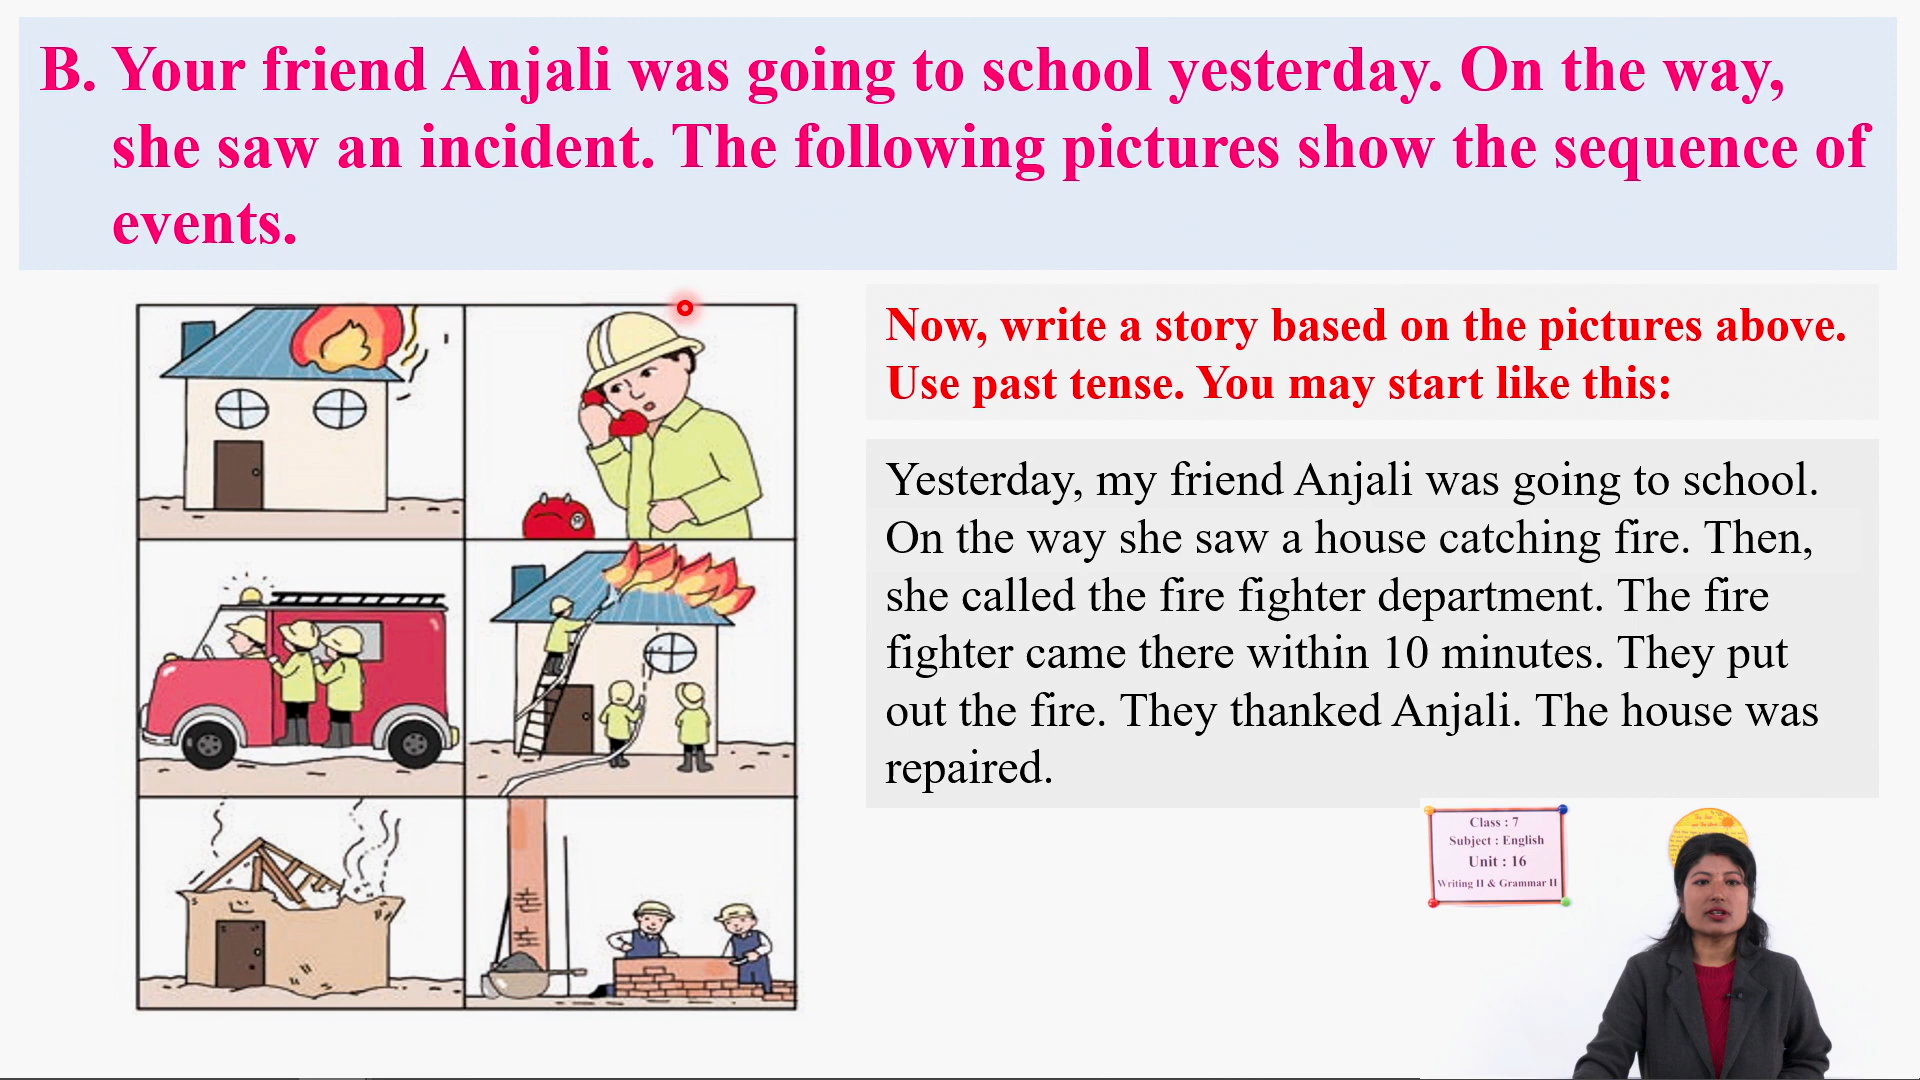 B. Your friend Anjali was going to school yesterday. On the way,
she saw an incident. The following pictures show the sequence of
events.
Now, write a story based on the pictures above.
Use past tense. You may start like this:
Yesterday, my friend Anjali was going to school.
On the way she saw a house catching fire. Then,
she called the fire fighter department. The fire
fighter came there within 10 minutes. They put
out the fire. They thanked Anjali. The house was
repaired.
Class : 7
Subject : English
Unit : 16
Writing II & Grammar II